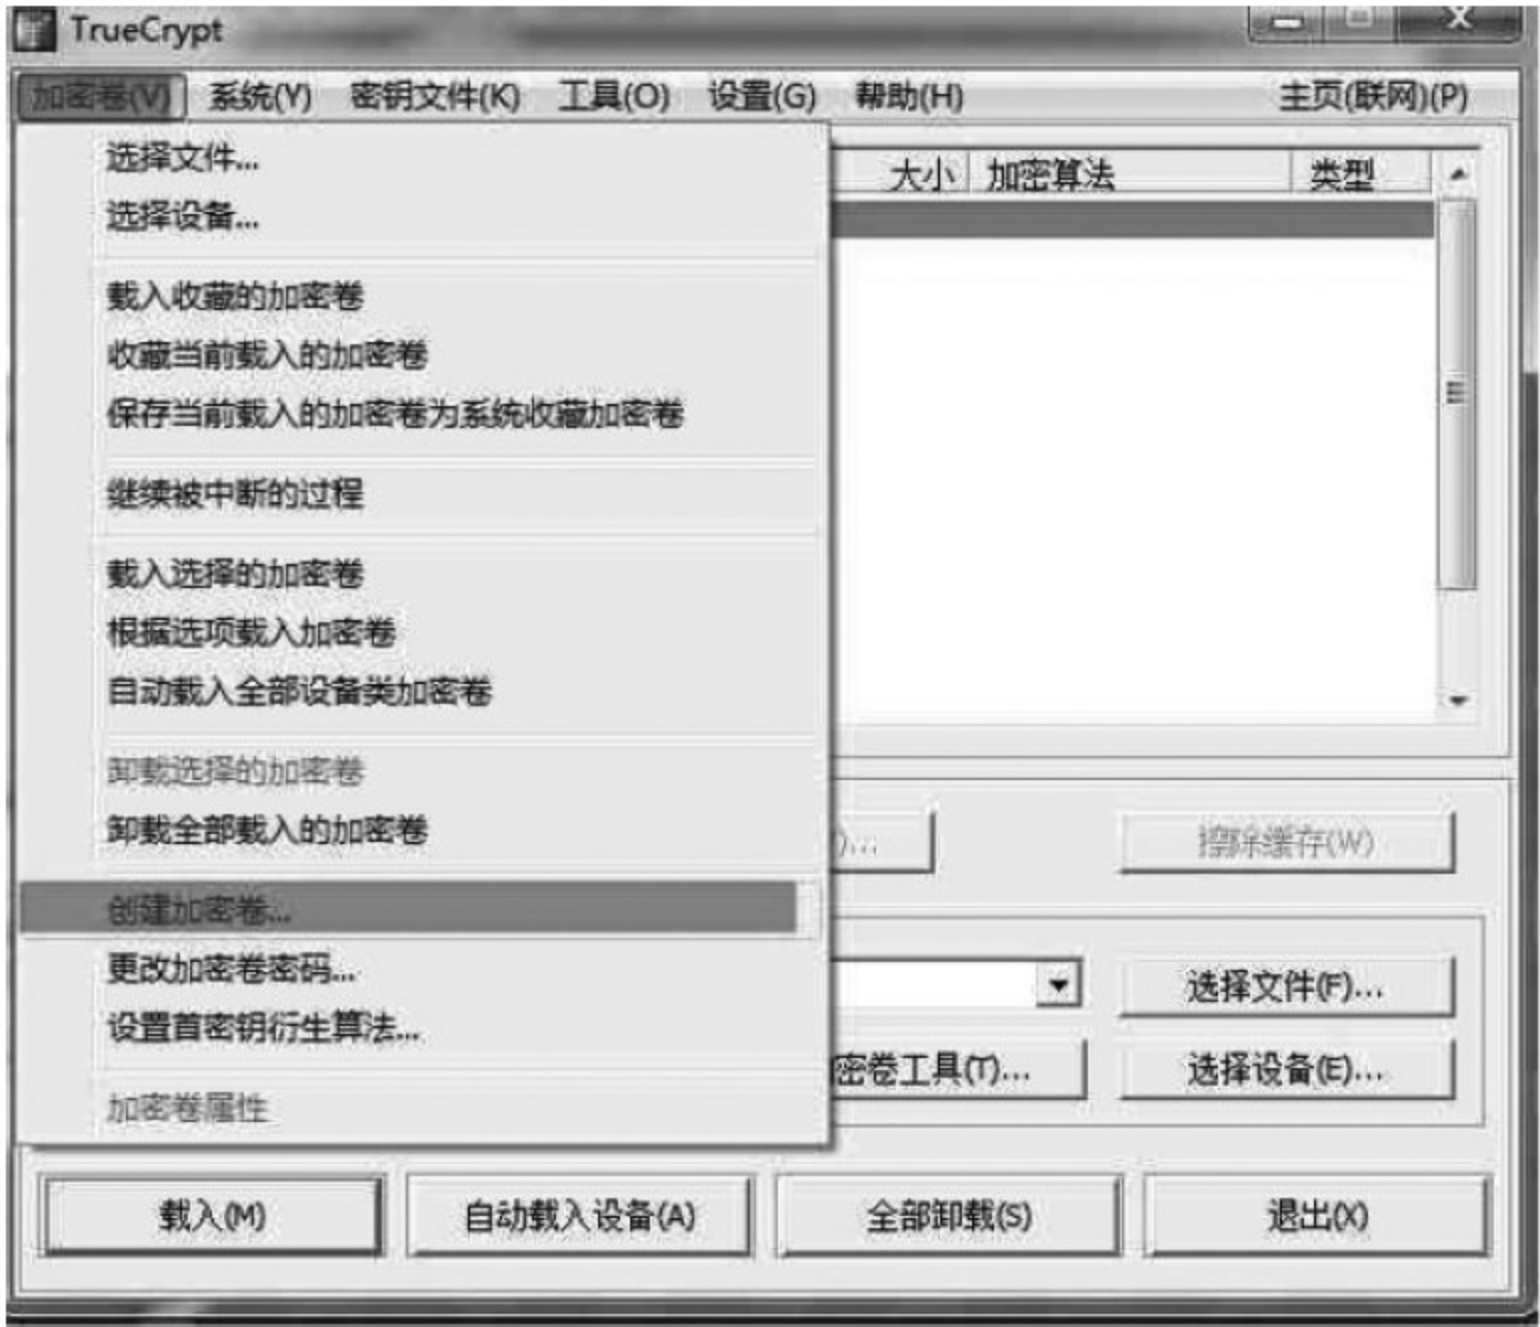 TrueCrypt
加密卷(V) 系统(Y) 密钥文件(K) 工具(O) 设置(G) 帮助(H) 主页(联网)(P)
选择文件...
大小 加密算法 类型
选择设备...
载入收藏的加密卷
收藏当前载入的加密卷
保存当前载入的加密卷为系统收藏加密卷
继续被中断的过程
载入选择的加密卷
根据选项载入加密卷
自动载入全部设备类加密卷
卸载选择的加密卷
卸载全部载入的加密卷
)... 擦除缓存(W)
创建加密卷...
更改加密卷密码...
选择文件(F)...
设置首密钥衍生算法...
密卷工具(T)... 选择设备(E)...
加密卷属性
载入(M) 自动载入设备(A) 全部卸载(S) 退出(X)